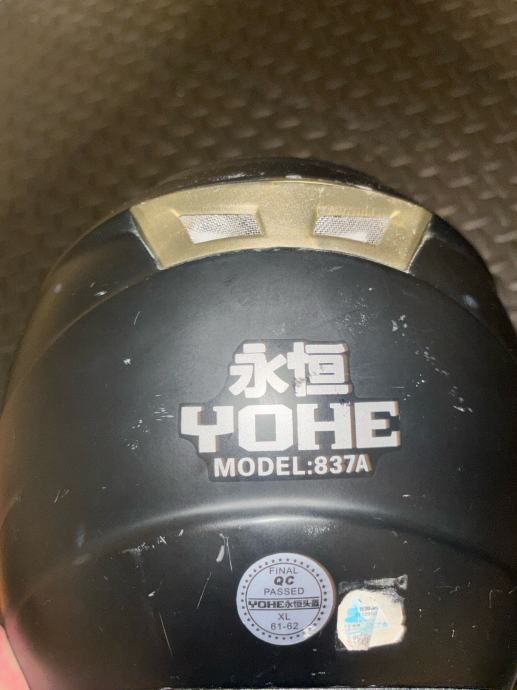 永恒
YOHE
MODEL:837A
FINAL
QC
PASSED
YOHE永恒头盔
XL
61-62